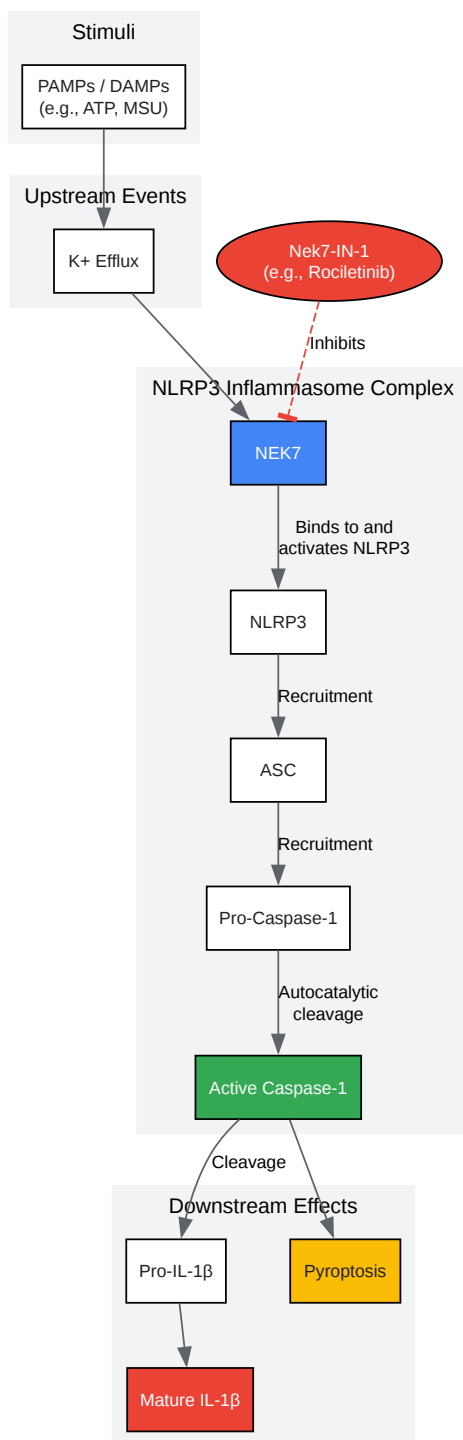 Stimuli
PAMPs / DAMPs
(e.g., ATP, MSU)
Upstream Events
K+ Efflux
Nek7-IN-1
(e.g., Rociletinib)
Inhibits
NLRP3 Inflammasome Complex
NEK7
Binds to and
activates NLRP3
NLRP3
Recruitment
ASC
Recruitment
Pro-Caspase-1
Autocatalytic
cleavage
Active Caspase-1
Cleavage
Downstream Effects
Pro-IL-1β
Pyroptosis
Mature IL-1β